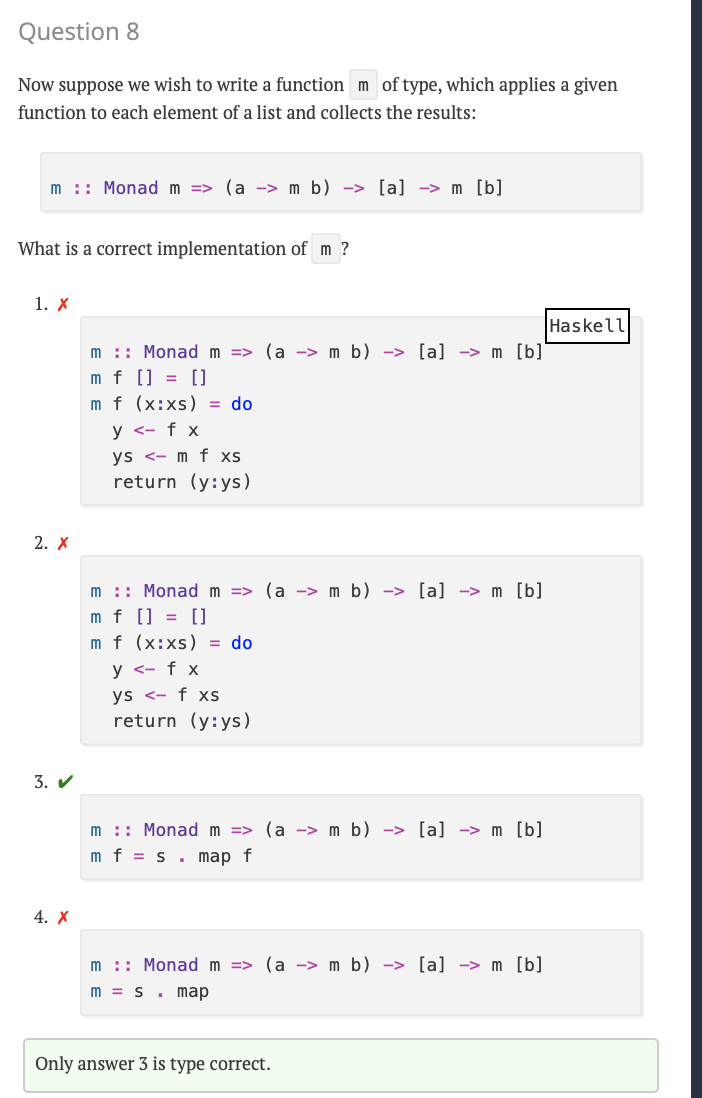 Question 8
Now suppose we wish to write a function m of type, which applies a given
function to each element of a list and collects the results:
m :: Monad m => (a -> m b) -> [a] -> m [b]
What is a correct implementation of m ?
1. ✗
Haskell
m :: Monad m => (a -> m b) -> [a] -> m [b]
m f [] = []
m f (x:xs) = do
  y <- f x
  ys <- m f xs
  return (y:ys)
2. ✗
m :: Monad m => (a -> m b) -> [a] -> m [b]
m f [] = []
m f (x:xs) = do
  y <- f x
  ys <- f xs
  return (y:ys)
3. ✔
m :: Monad m => (a -> m b) -> [a] -> m [b]
m f = s . map f
4. ✗
m :: Monad m => (a -> m b) -> [a] -> m [b]
m = s . map
Only answer 3 is type correct.